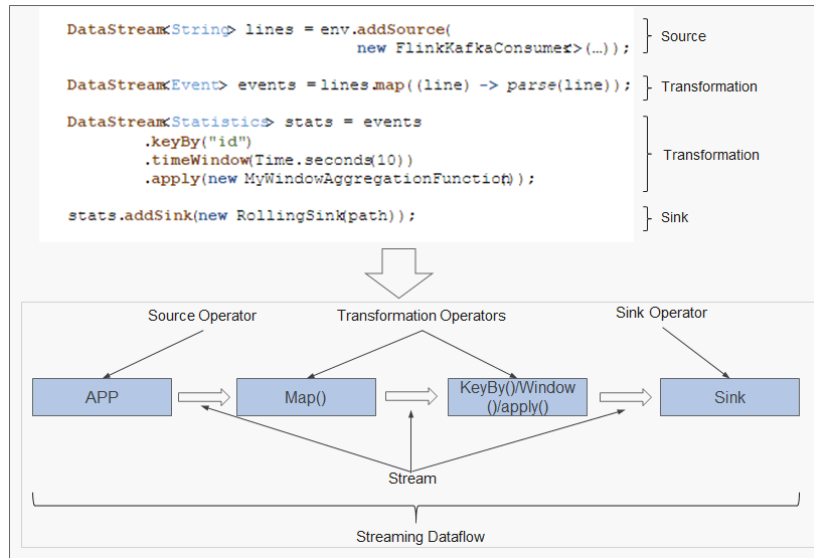 DataStream<String> lines = env.addSource(
new FlinkKafkaConsumer<>(…));
Source
DataStream<Event> events = lines.map((line) -> parse(line));
Transformation
DataStream<Statistics> stats = events
.keyBy("id")
.timeWindow(Time.seconds(10))
.apply(new MyWindowAggregationFunction());
Transformation
stats.addSink(new RollingSink(path));
Sink
Source Operator
Transformation Operators
Sink Operator
APP
Map()
KeyBy()/Window
()/apply()
Sink
Stream
Streaming Dataflow